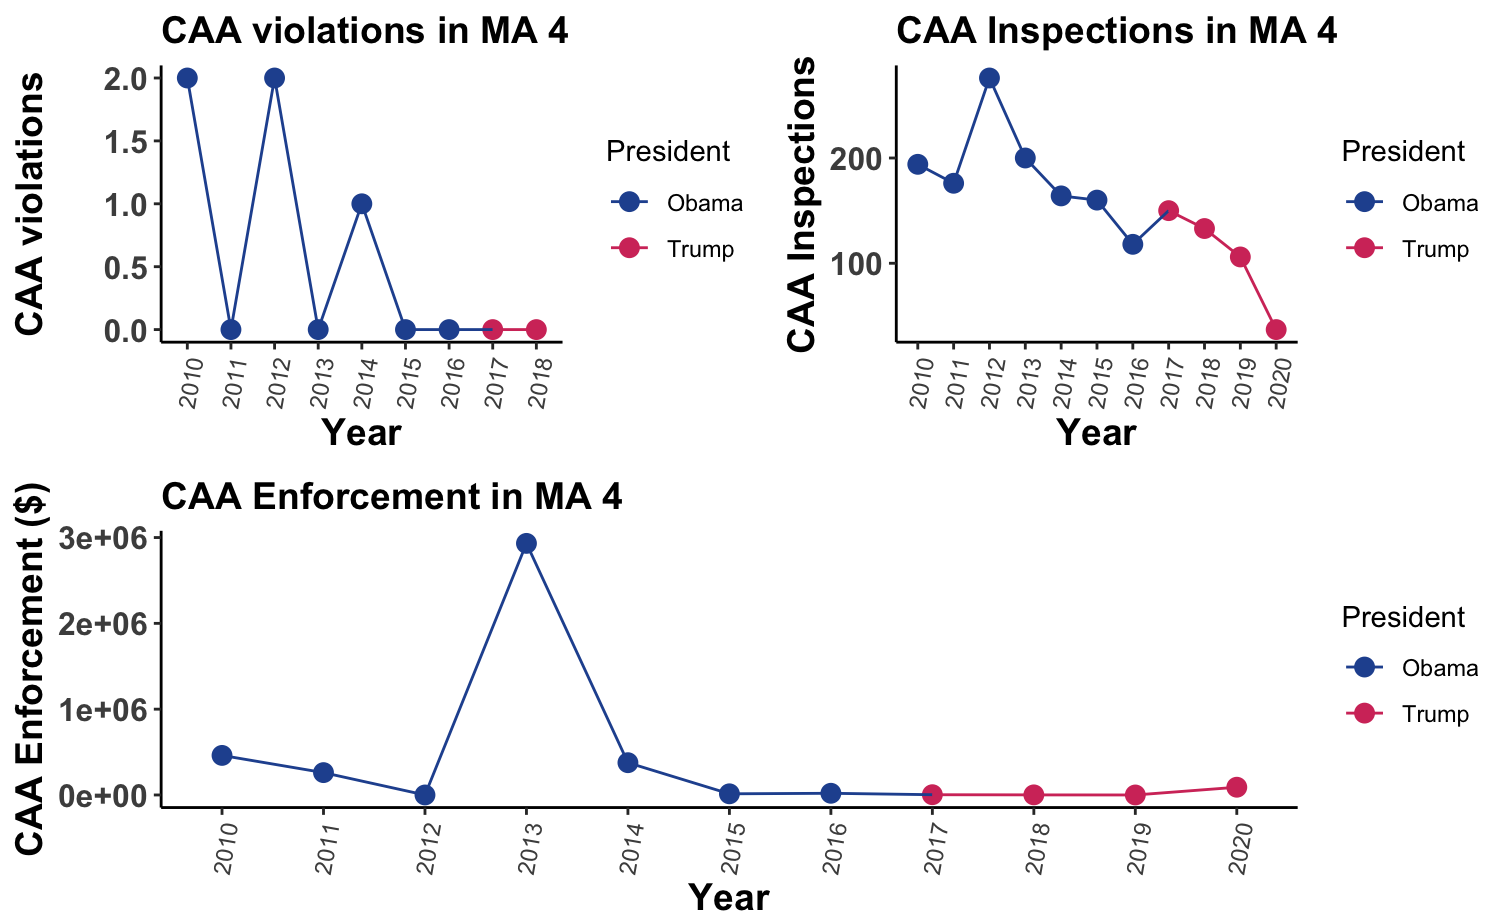 CAA violations in MA 4
CAA violations
2.0
1.5
1.0
0.5
0.0
2010
2011
2012
2013
2014
2015
2016
2017
2018
Year
President
Obama
Trump
CAA Inspections in MA 4
CAA Inspections
200
100
2010
2011
2012
2013
2014
2015
2016
2017
2018
2019
2020
Year
President
Obama
Trump
CAA Enforcement in MA 4
CAA Enforcement ($)
3e+06
2e+06
1e+06
0e+00
2010
2011
2012
2013
2014
2015
2016
2017
2018
2019
2020
Year
President
Obama
Trump